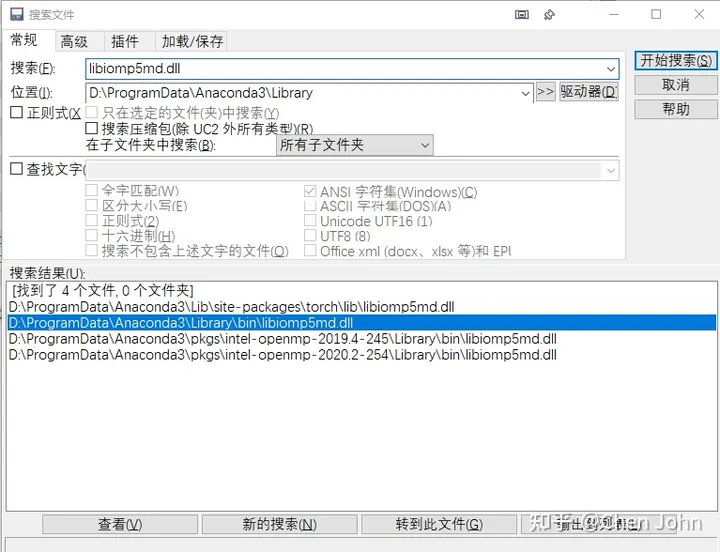 搜索文件
常规 高级 插件 加载/保存
搜索(F): libiomp5md.dll 开始搜索(S)
位置(I): D:\ProgramData\Anaconda3\Library >> 驱动器(D) 取消
正则式(X 只在选定的文件(夹)中搜索(Y) 帮助
搜索压缩包(除 UC2 外所有类型)(R)
在子文件夹中搜索(B): 所有子文件夹
查找文字(
全字匹配(W) ANSI 字符集(Windows)(C)
区分大小写(E) ASCII 字符集(DOS)(A)
正则式(2) Unicode UTF16 (1)
十六进制(H) UTF8 (8)
搜索不包含上述文字的文件(O) Office xml (docx、xlsx 等)和 EPU
搜索结果(U):
[找到了 4 个文件, 0 个文件夹]
D:\ProgramData\Anaconda3\Lib\site-packages\torch\lib\libiomp5md.dll
D:\ProgramData\Anaconda3\Library\bin\libiomp5md.dll
D:\ProgramData\Anaconda3\pkgs\intel-openmp-2019.4-245\Library\bin\libiomp5md.dll
D:\ProgramData\Anaconda3\pkgs\intel-openmp-2020.2-254\Library\bin\libiomp5md.dll
查看(V) 新的搜索(N) 转到此文件(G) 输出到列表(L)
知乎 @Chen John